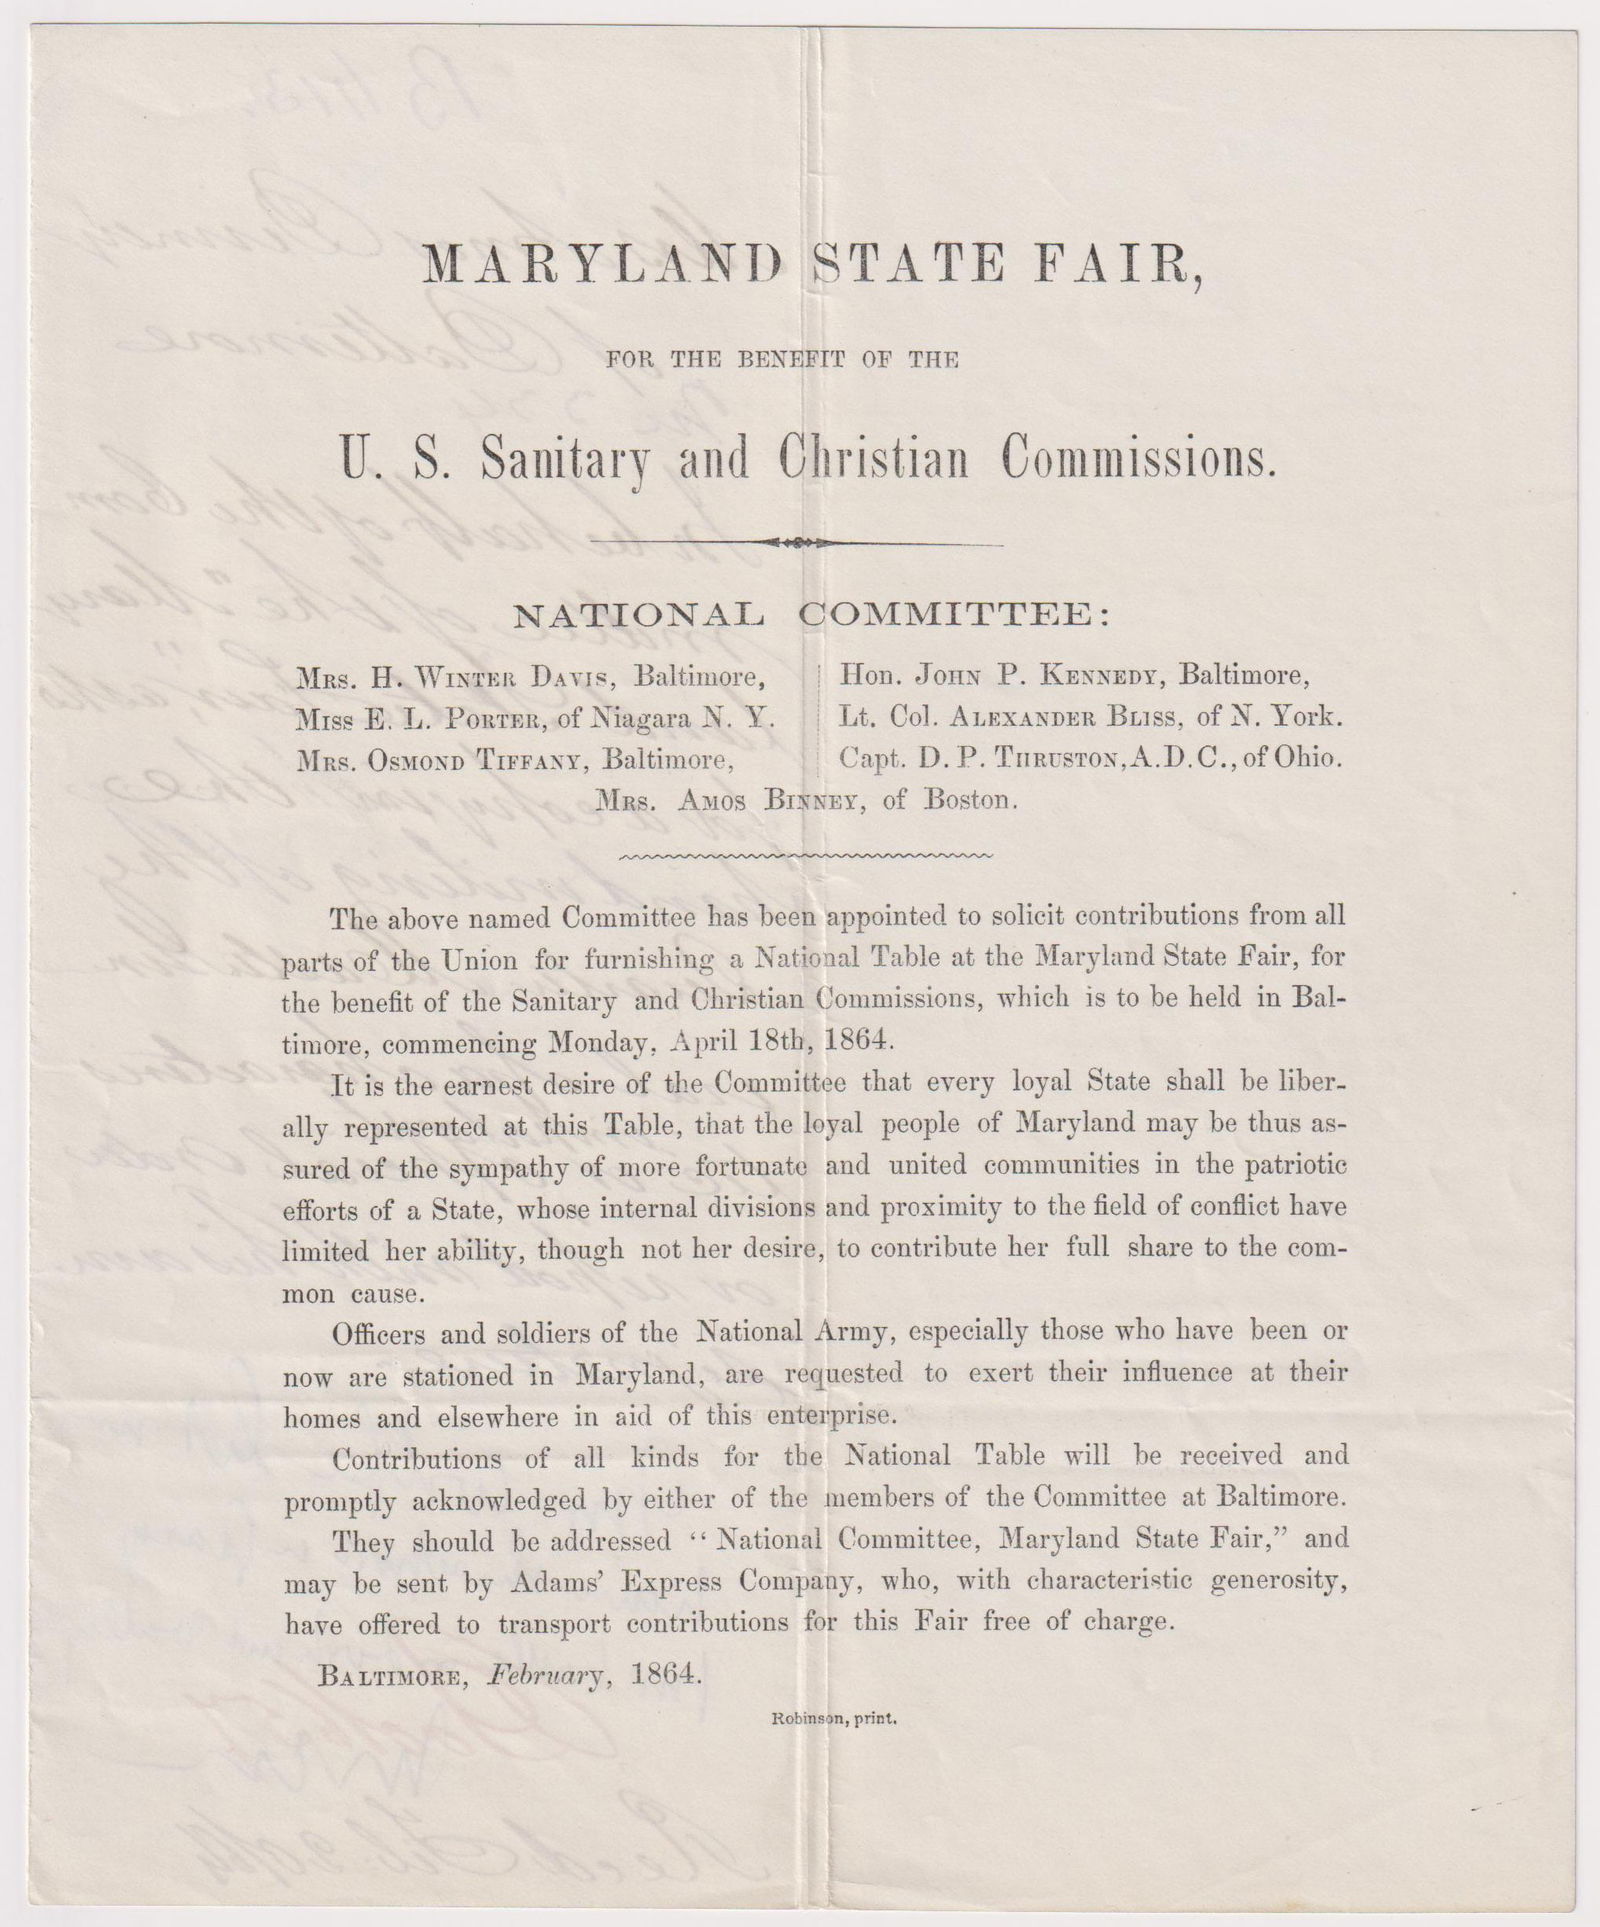 MARYLAND STATE FAIR,
FOR THE BENEFIT OF THE
U. S. Sanitary and Christian Commissions.
NATIONAL COMMITTEE:
MRS. H. WINTER DAVIS, Baltimore,
MISS E. L. PORTER, of Niagara N. Y.
MRS. OSMOND TIFFANY, Baltimore,
Hon. JOHN P. KENNEDY, Baltimore,
Lt. Col. ALEXANDER BLISS, of N. York.
Capt. D. P. THRUSTON, A.D.C., of Ohio.
MRS. AMOS BINNEY, of Boston.
The above named Committee has been appointed to solicit contributions from all
parts of the Union for furnishing a National Table at the Maryland State Fair, for
the benefit of the Sanitary and Christian Commissions, which is to be held in Bal-
timore, commencing Monday, April 18th, 1864.
It is the earnest desire of the Committee that every loyal State shall be liber-
ally represented at this Table, that the loyal people of Maryland may be thus as-
sured of the sympathy of more fortunate and united communities in the patriotic
efforts of a State, whose internal divisions and proximity to the field of conflict have
limited her ability, though not her desire, to contribute her full share to the com-
mon cause.
Officers and soldiers of the National Army, especially those who have been or
now are stationed in Maryland, are requested to exert their influence at their
homes and elsewhere in aid of this enterprise.
Contributions of all kinds for the National Table will be received and
promptly acknowledged by either of the members of the Committee at Baltimore.
They should be addressed "National Committee, Maryland State Fair," and
may be sent by Adams' Express Company, who, with characteristic generosity,
have offered to transport contributions for this Fair free of charge.
BALTIMORE, February, 1864.
Robinson, print.